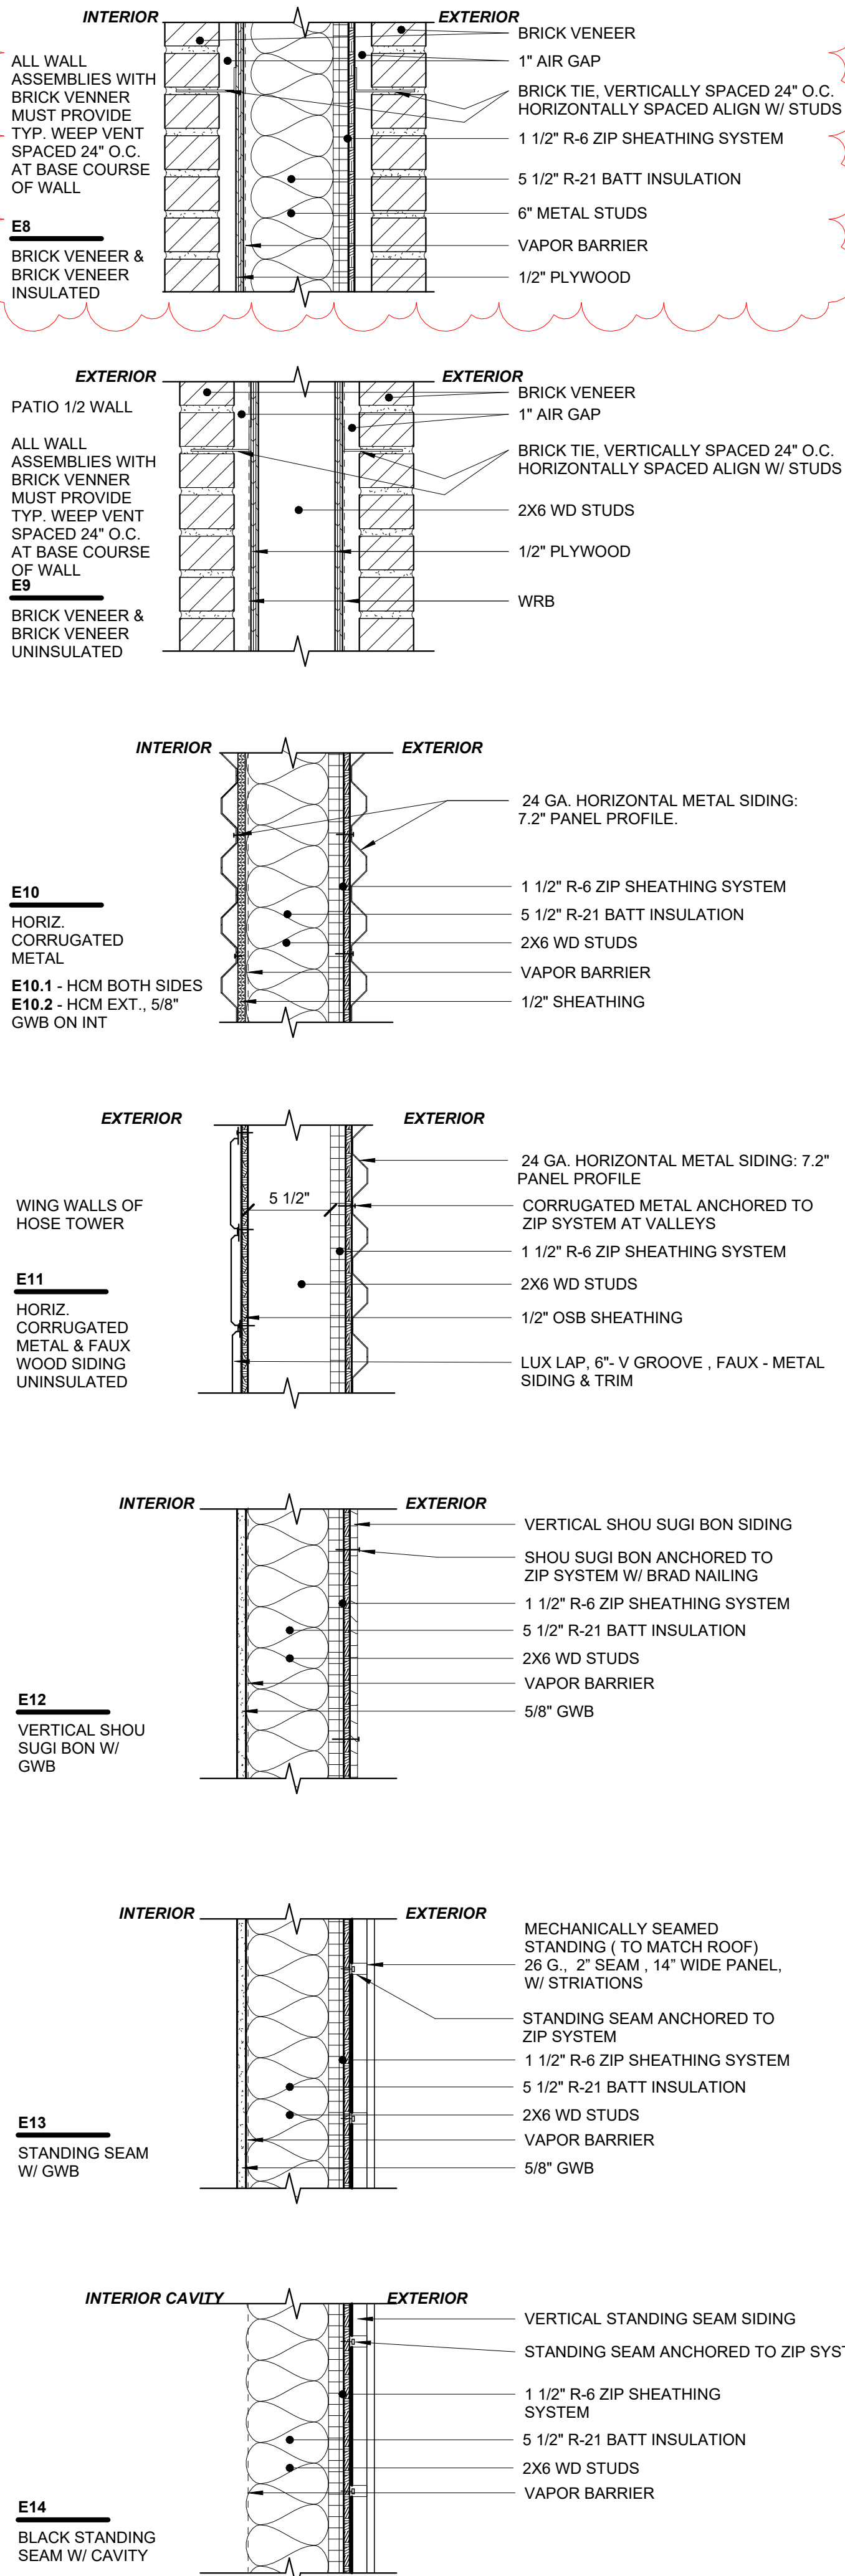 INTERIOR
EXTERIOR
ALL WALL
ASSEMBLIES WITH
BRICK VENNER
MUST PROVIDE
TYP. WEEP VENT
SPACED 24" O.C.
AT BASE COURSE
OF WALL
E8
BRICK VENEER &
BRICK VENEER
INSULATED
BRICK VENEER
1" AIR GAP
BRICK TIE, VERTICALLY SPACED 24" O.C.
HORIZONTALLY SPACED ALIGN W/ STUDS
1 1/2" R-6 ZIP SHEATHING SYSTEM
5 1/2" R-21 BATT INSULATION
6" METAL STUDS
VAPOR BARRIER
1/2" PLYWOOD
EXTERIOR
EXTERIOR
PATIO 1/2 WALL
ALL WALL
ASSEMBLIES WITH
BRICK VENNER
MUST PROVIDE
TYP. WEEP VENT
SPACED 24" O.C.
AT BASE COURSE
OF WALL
E9
BRICK VENEER &
BRICK VENEER
UNINSULATED
BRICK VENEER
1" AIR GAP
BRICK TIE, VERTICALLY SPACED 24" O.C.
HORIZONTALLY SPACED ALIGN W/ STUDS
2X6 WD STUDS
1/2" PLYWOOD
WRB
INTERIOR
EXTERIOR
E10
HORIZ.
CORRUGATED
METAL
E10.1 - HCM BOTH SIDES
E10.2 - HCM EXT., 5/8"
GWB ON INT
24 GA. HORIZONTAL METAL SIDING:
7.2" PANEL PROFILE.
1 1/2" R-6 ZIP SHEATHING SYSTEM
5 1/2" R-21 BATT INSULATION
2X6 WD STUDS
VAPOR BARRIER
1/2" SHEATHING
EXTERIOR
EXTERIOR
WING WALLS OF
HOSE TOWER
E11
HORIZ.
CORRUGATED
METAL & FAUX
WOOD SIDING
UNINSULATED
5 1/2"
24 GA. HORIZONTAL METAL SIDING: 7.2"
PANEL PROFILE
CORRUGATED METAL ANCHORED TO
ZIP SYSTEM AT VALLEYS
1 1/2" R-6 ZIP SHEATHING SYSTEM
2X6 WD STUDS
1/2" OSB SHEATHING
LUX LAP, 6"- V GROOVE , FAUX - METAL
SIDING & TRIM
INTERIOR
EXTERIOR
E12
VERTICAL SHOU
SUGI BON W/
GWB
VERTICAL SHOU SUGI BON SIDING
SHOU SUGI BON ANCHORED TO
ZIP SYSTEM W/ BRAD NAILING
1 1/2" R-6 ZIP SHEATHING SYSTEM
5 1/2" R-21 BATT INSULATION
2X6 WD STUDS
VAPOR BARRIER
5/8" GWB
INTERIOR
EXTERIOR
E13
STANDING SEAM
W/ GWB
MECHANICALLY SEAMED
STANDING ( TO MATCH ROOF)
26 G., 2” SEAM , 14” WIDE PANEL,
W/ STRIATIONS
STANDING SEAM ANCHORED TO
ZIP SYSTEM
1 1/2" R-6 ZIP SHEATHING SYSTEM
5 1/2" R-21 BATT INSULATION
2X6 WD STUDS
VAPOR BARRIER
5/8" GWB
INTERIOR CAVITY
EXTERIOR
E14
BLACK STANDING
SEAM W/ CAVITY
VERTICAL STANDING SEAM SIDING
STANDING SEAM ANCHORED TO ZIP
1 1/2" R-6 ZIP SHEATHING
SYSTEM
5 1/2" R-21 BATT INSULATION
2X6 WD STUDS
VAPOR BARRIER